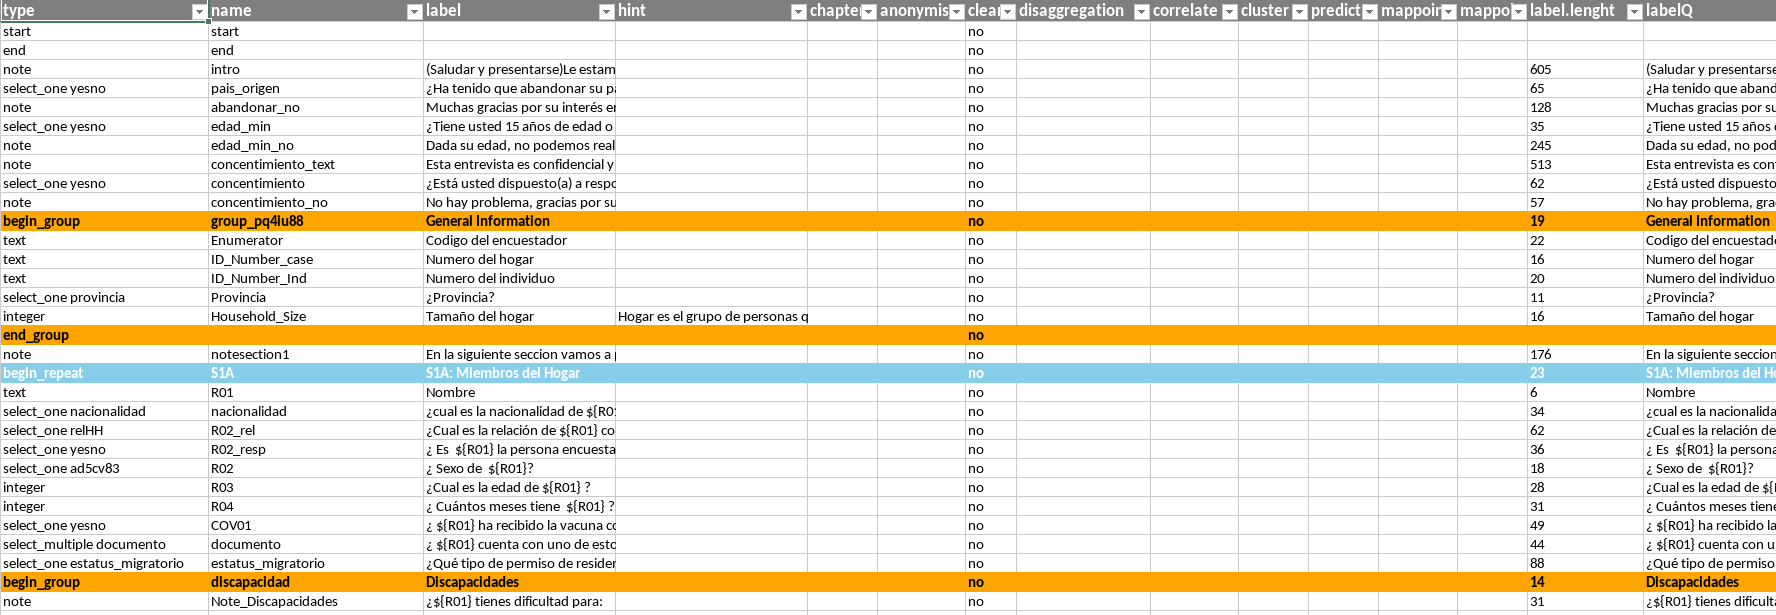 type name label hint chapter anonymis clean disaggregation correlate cluster predict mappoin mappol label.lenght labelQ
start start no
end end no
note intro (Saludar y presentarse)Le estam no 605 (Saludar y presentarse
select_one yesno pais_origen ¿Ha tenido que abandonar su pa no 65 ¿Ha tenido que aband
note abandonar_no Muchas gracias por su interés en no 128 Muchas gracias por su
select_one yesno edad_min ¿Tiene usted 15 años de edad o no 35 ¿Tiene usted 15 años
note edad_min_no Dada su edad, no podemos real no 245 Dada su edad, no pod
note concentimiento_text Esta entrevista es confidencial y no 513 Esta entrevista es con
select_one yesno concentimiento ¿Está usted dispuesto(a) a respo no 62 ¿Está usted dispuesto
note concentimiento_no No hay problema, gracias por su no 57 No hay problema, gra
begin_group group_pq4iu88 General Information no 19 General Information
text Enumerator Codigo del encuestador no 22 Codigo del encuestad
text ID_Number_case Numero del hogar no 16 Numero del hogar
text ID_Number_Ind Numero del individuo no 20 Numero del individuo
select_one provincia Provincia ¿Provincia? no 11 ¿Provincia?
integer Household_Size Tamaño del hogar Hogar es el grupo de personas q no 16 Tamaño del hogar
end_group no
note notesection1 En la siguiente seccion vamos a no 176 En la siguiente seccion
begin_repeat S1A S1A: Miembros del Hogar no 23 S1A: Miembros del Ho
text R01 Nombre no 6 Nombre
select_one nacionalidad nacionalidad ¿cual es la nacionalidad de ${R01 no 34 ¿cual es la nacionalida
select_one relHH R02_rel ¿Cual es la relación de ${R01} co no 62 ¿Cual es la relación de
select_one yesno R02_resp ¿ Es ${R01} la persona encuesta no 36 ¿ Es ${R01} la persona
select_one ad5cv83 R02 ¿ Sexo de ${R01}? no 18 ¿ Sexo de ${R01}?
integer R03 ¿Cual es la edad de ${R01} ? no 28 ¿Cual es la edad de ${
integer R04 ¿ Cuántos meses tiene ${R01} ? no 31 ¿ Cuántos meses tiene
select_one yesno COV01 ¿ ${R01} ha recibido la vacuna co no 49 ¿ ${R01} ha recibido la
select_multiple documento documento ¿ ${R01} cuenta con uno de esto no 44 ¿ ${R01} cuenta con u
select_one estatus_migratorio estatus_migratorio ¿Qué tipo de permiso de residen no 88 ¿Qué tipo de permiso
begin_group discapacidad Discapacidades no 14 Discapacidades
note Note_Discapacidades ¿${R01} tienes dificultad para: no 31 ¿${R01} tienes dificulta